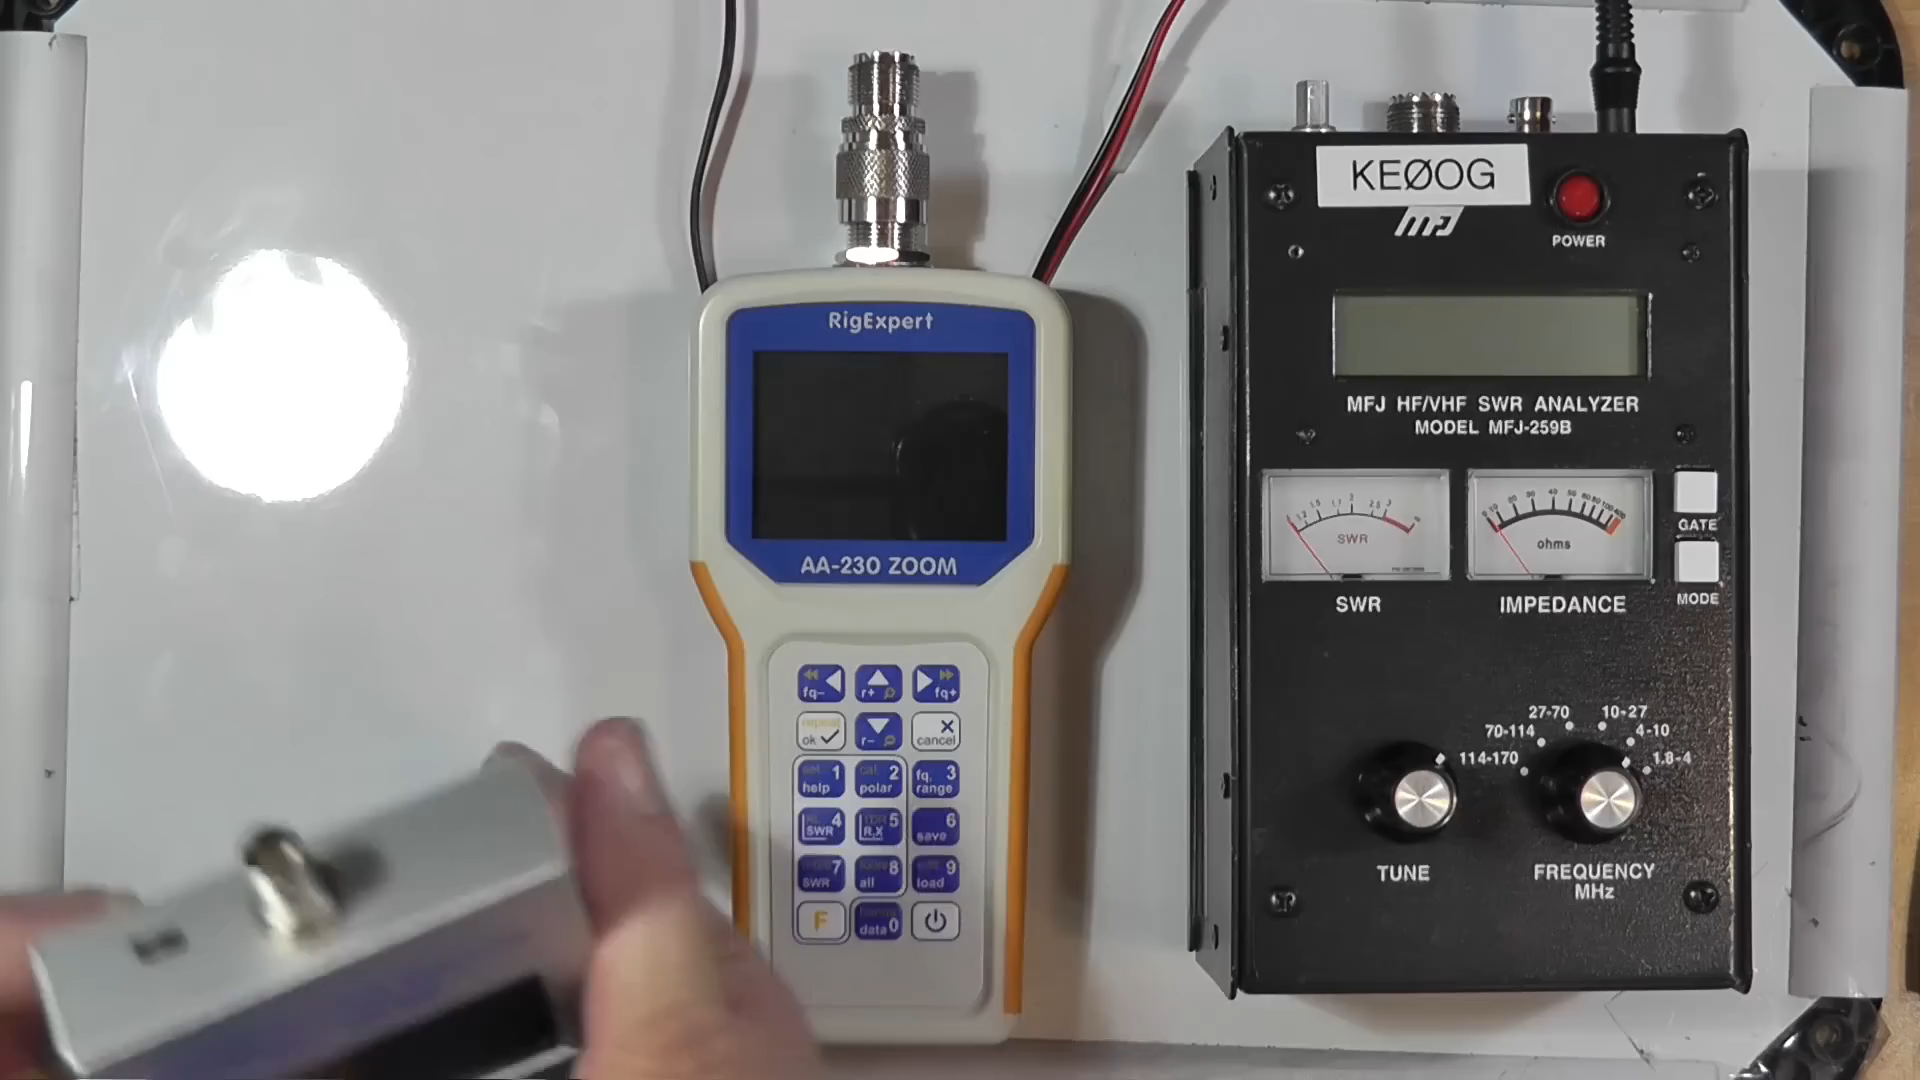 RigExpert
AA-230 ZOOM
fq-
r+
fq+
ok
r-
cancel
1
help
2
polar
fq, 3
range
4
SWR
5
R,X
6
save
7
SWR
8
all
9
load
F
data 0
KEØOG
MFJ
POWER
MFJ HF/VHF SWR ANALYZER
MODEL MFJ-259B
SWR
ohms
GATE
MODE
SWR
IMPEDANCE
27-70
10-27
70-114
4-10
114-170
1.8-4
TUNE
FREQUENCY
MHz